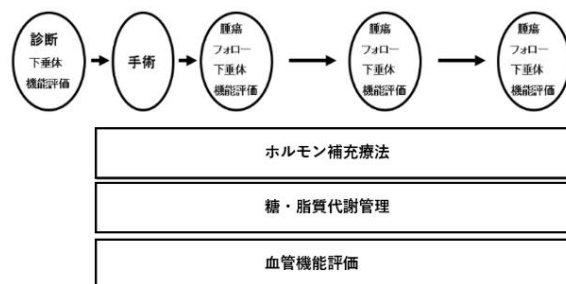 診断
下垂体
機能評価
手術
腫瘍
フォロー
下垂体
機能評価
腫瘍
フォロー
下垂体
機能評価
腫瘍
フォロー
下垂体
機能評価
ホルモン補充療法
糖・脂質代謝管理
血管機能評価